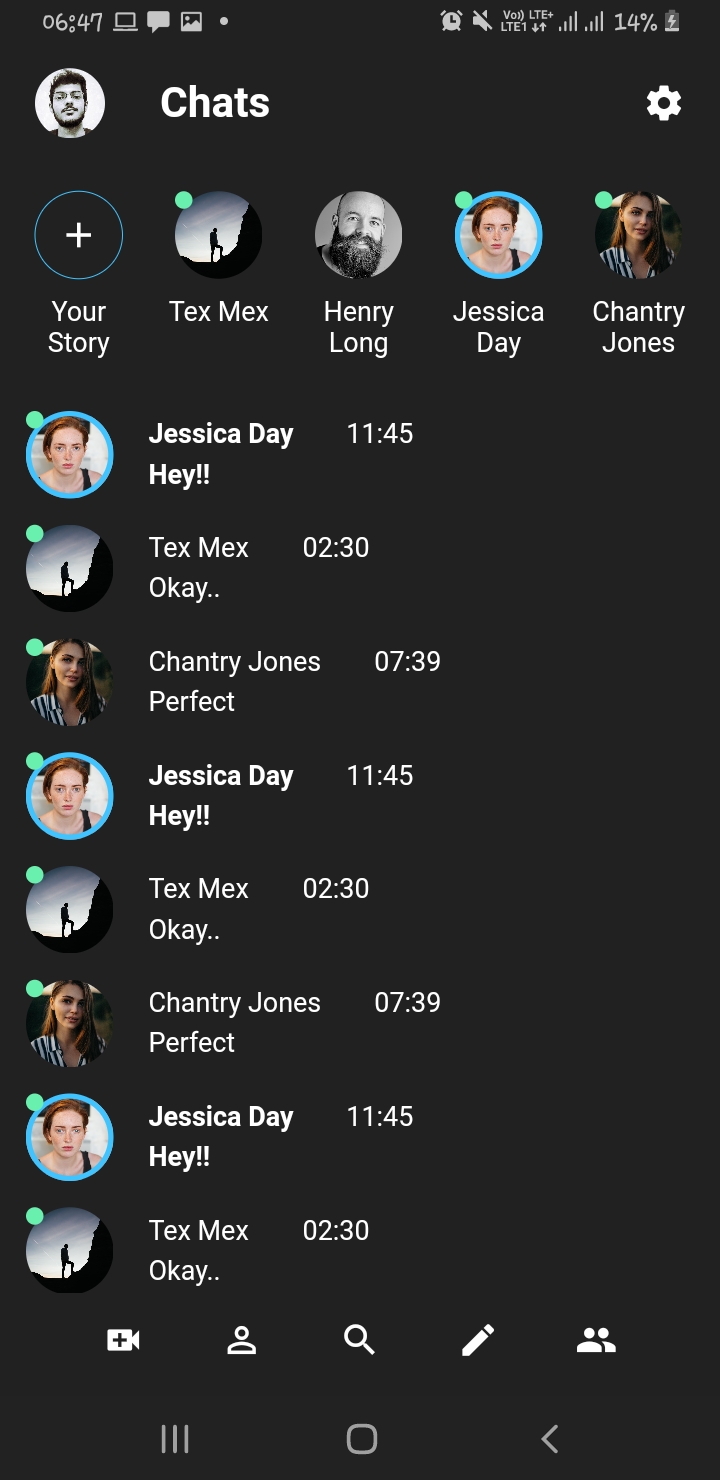 06:47 Vo)) LTE+ LTE1 14%
Chats
Your Story
Tex Mex
Henry Long
Jessica Day
Chantry Jones
Jessica Day 11:45
Hey!!
Tex Mex 02:30
Okay..
Chantry Jones 07:39
Perfect
Jessica Day 11:45
Hey!!
Tex Mex 02:30
Okay..
Chantry Jones 07:39
Perfect
Jessica Day 11:45
Hey!!
Tex Mex 02:30
Okay..